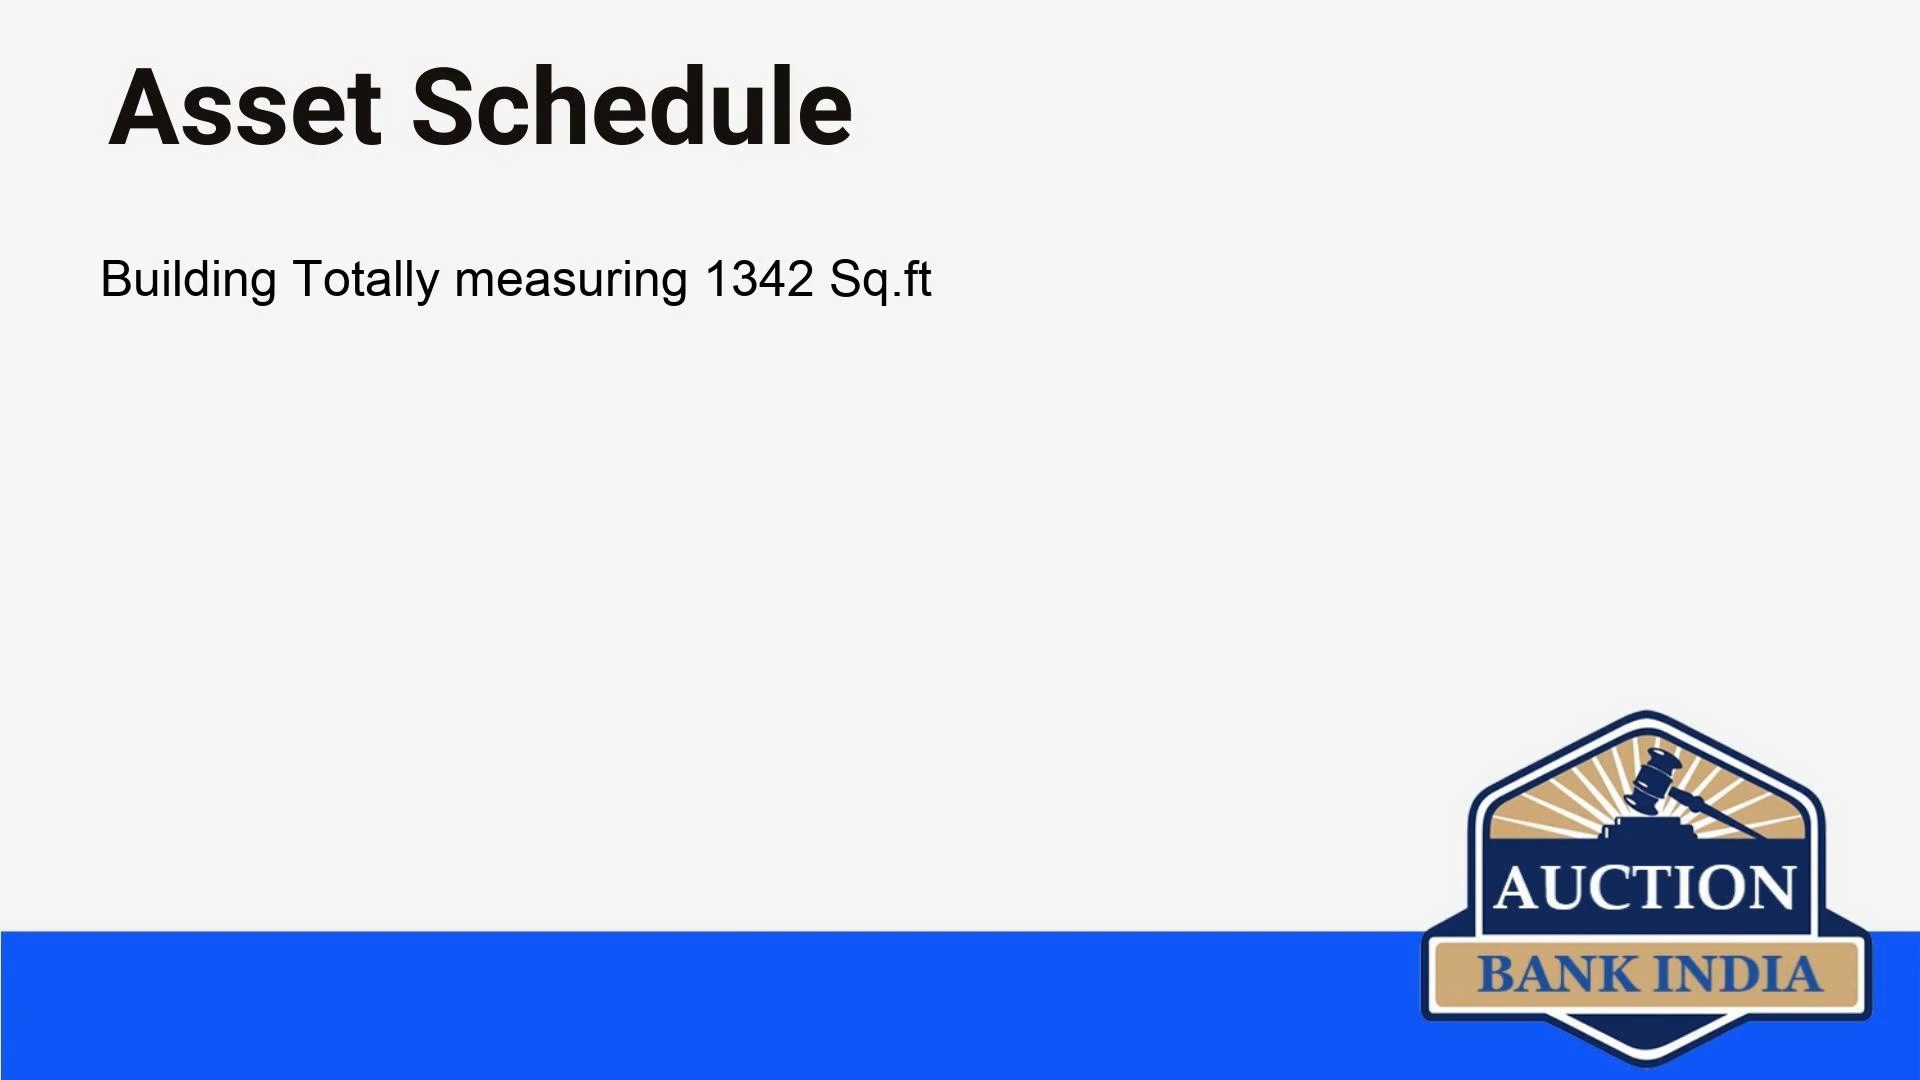 Asset Schedule
Building Totally measuring 1342 Sq.ft
AUCTION
BANK INDIA